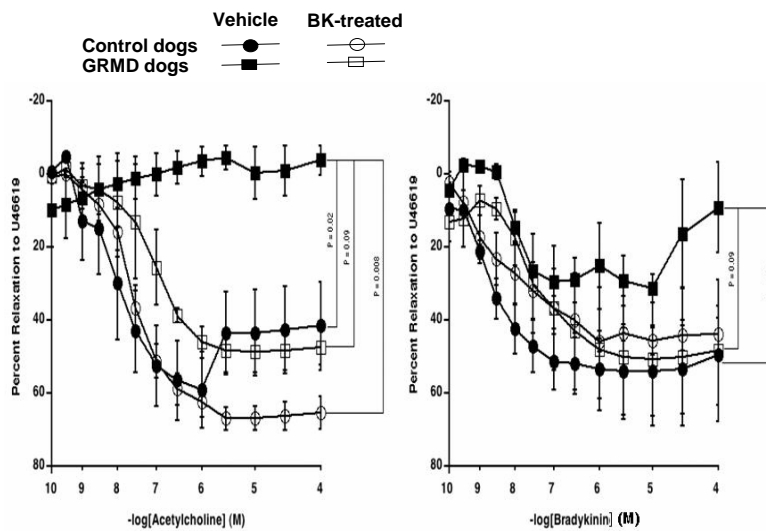 Vehicle BK-treated
Control dogs
GRMD dogs
Percent Relaxation to U46619
-20
0
20
40
60
80
10 9 8 7 6 5 4
-log[Acetylcholine] (M)
P = 0.02
P = 0.09
P = 0.008
Percent Relaxation to U46619
-20
0
20
40
60
80
10 9 8 7 6 5 4
-log[Bradykinin] (M)
P = 0.09